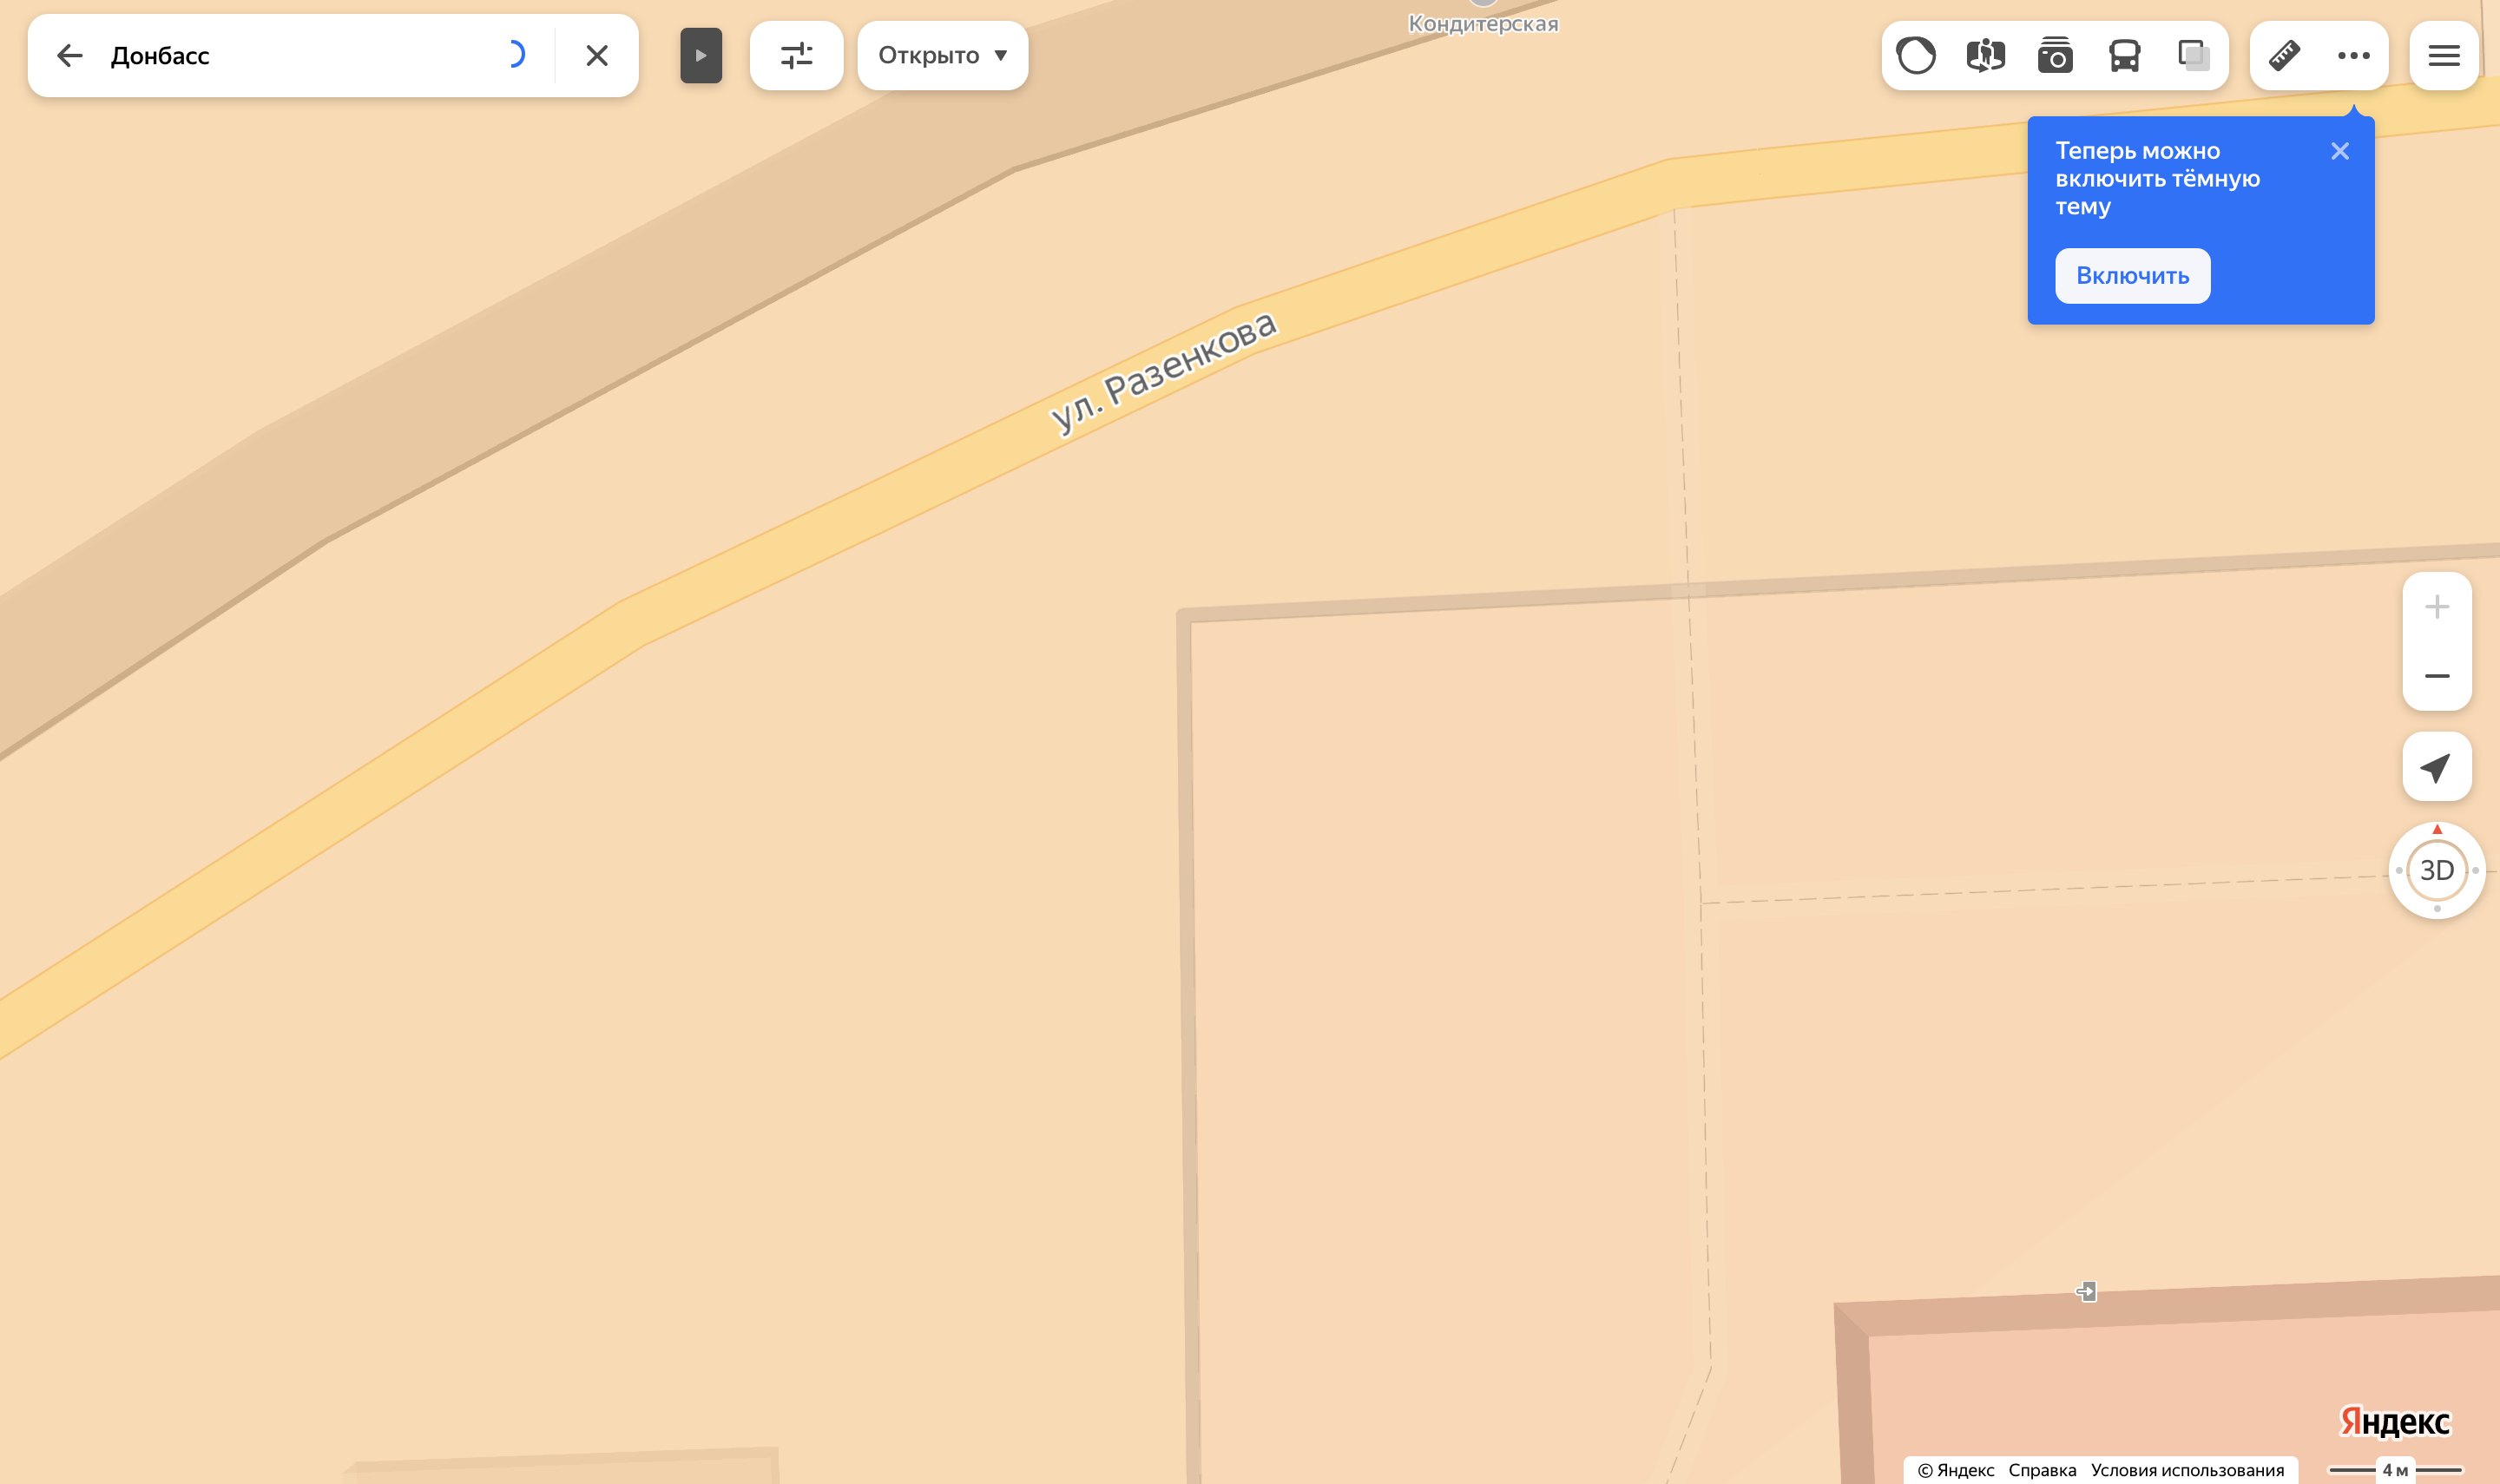 Донбасс
Открыто
Кондитерская
Теперь можно
включить тёмную
тему
Включить
ул. Разенкова
3D
Яндекс
© Яндекс Справка Условия использования
4 м